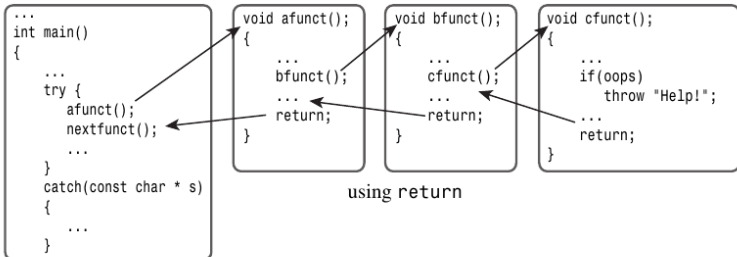 ...
int main()
{
...
try {
afunct();
nextfunct();
...
}
catch(const char * s)
{
...
}
void afunct();
{
...
bfunct();
...
return;
}
void bfunct();
{
...
cfunct();
...
return;
}
void cfunct();
{
...
if(oops)
throw "Help!";
...
return;
}
using return